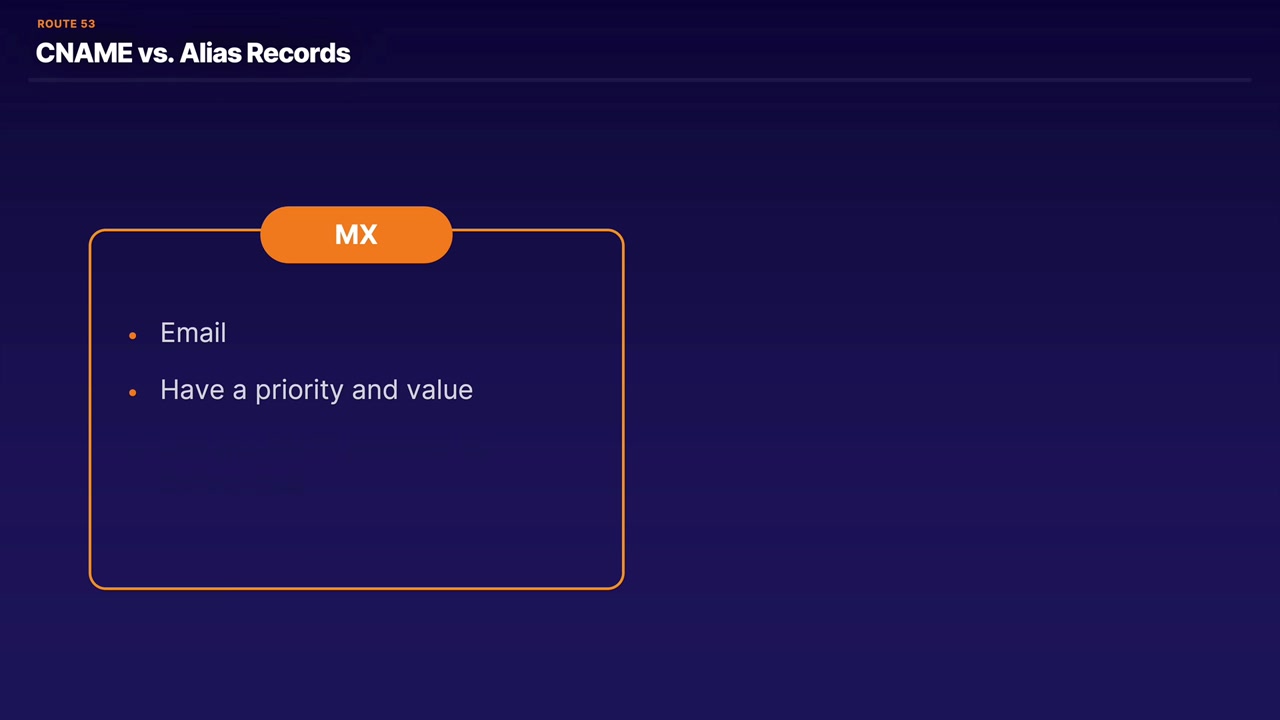 ROUTE 53
CNAME vs. Alias Records
MX
Email
Have a priority and value